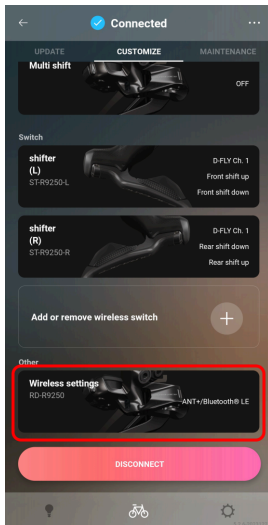 Connected
UPDATE CUSTOMIZE MAINTENANCE
Multi shift
OFF
Switch
shifter
(L)
ST-R9250-L
D-FLY Ch. 1
Front shift up
Front shift down
shifter
(R)
ST-R9250-R
D-FLY Ch. 1
Rear shift down
Rear shift up
Add or remove wireless switch
Other
Wireless settings
RD-R9250
ANT+/Bluetooth® LE
DISCONNECT